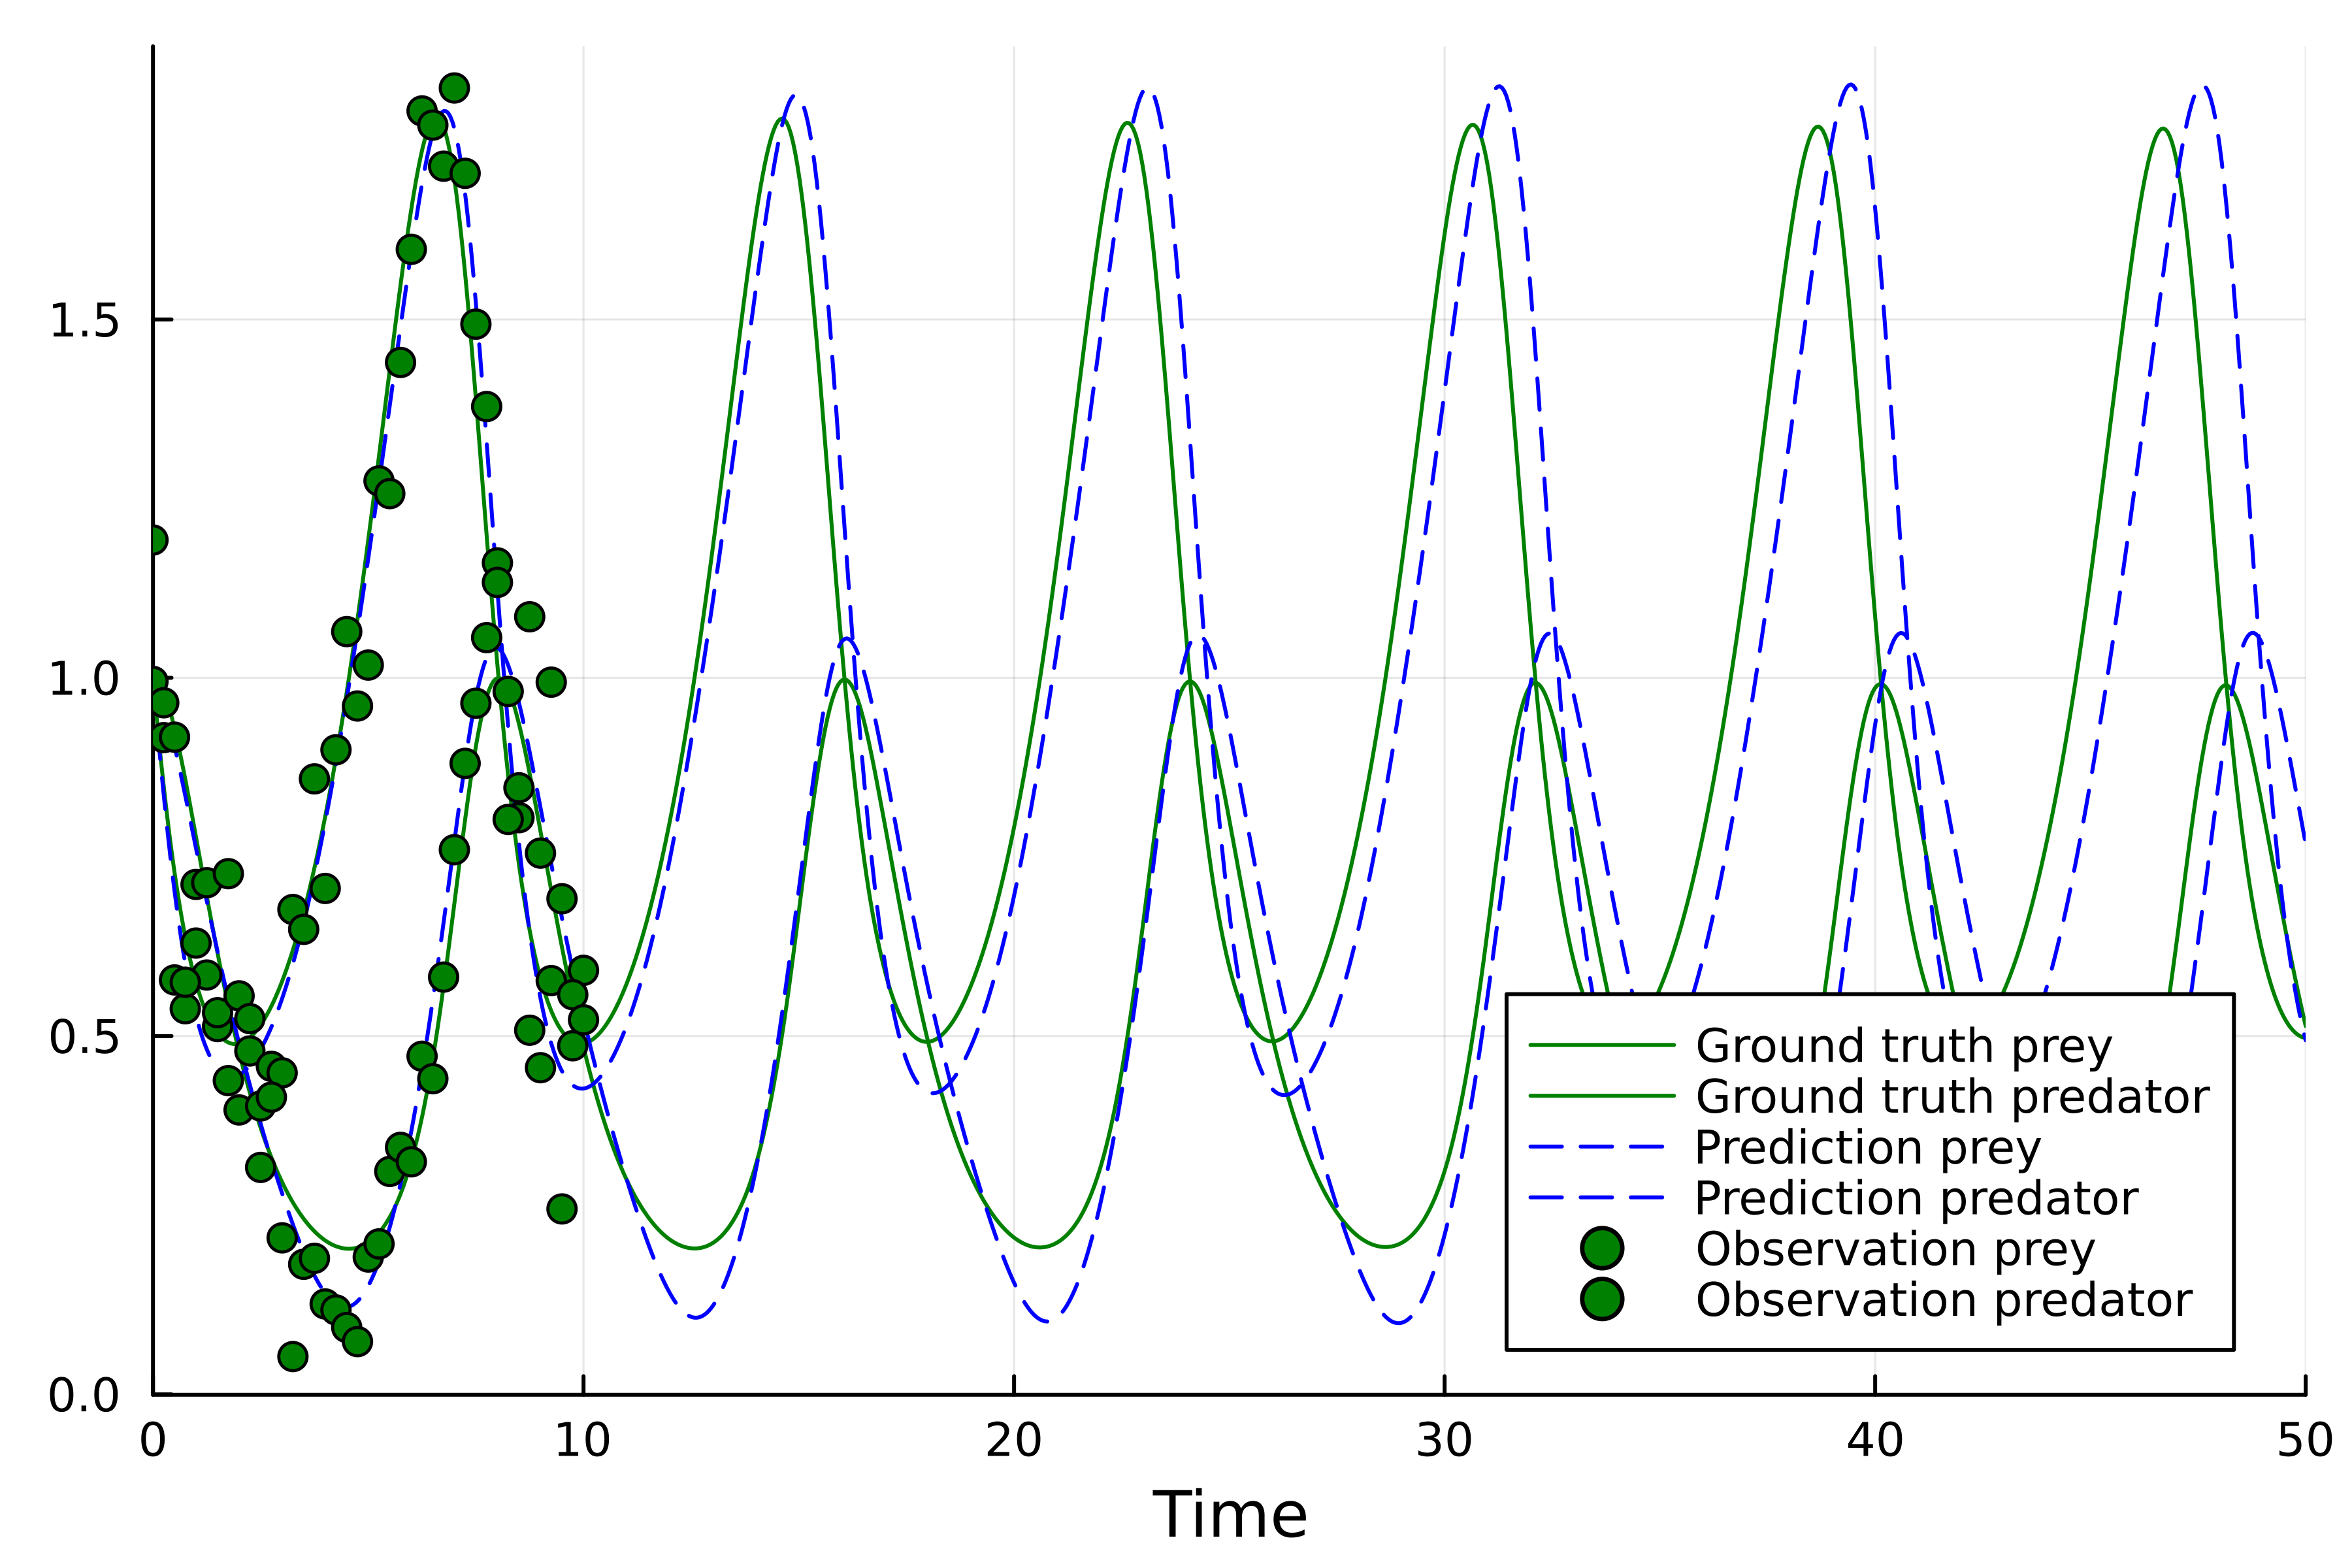 1.5
1.0
0.5
0.0
0 10 20 30 40 50
Time
Ground truth prey
Ground truth predator
Prediction prey
Prediction predator
Observation prey
Observation predator